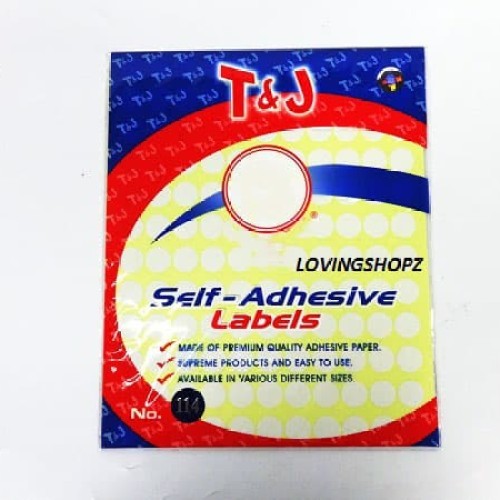 T&J
®
LOVINGSHOPZ
Self-Adhesive
Labels
MADE OF PREMIUM QUALITY ADHESIVE PAPER.
SUPREME PRODUCTS AND EASY TO USE.
AVAILABLE IN VARIOUS DIFFERENT SIZES
No. 114